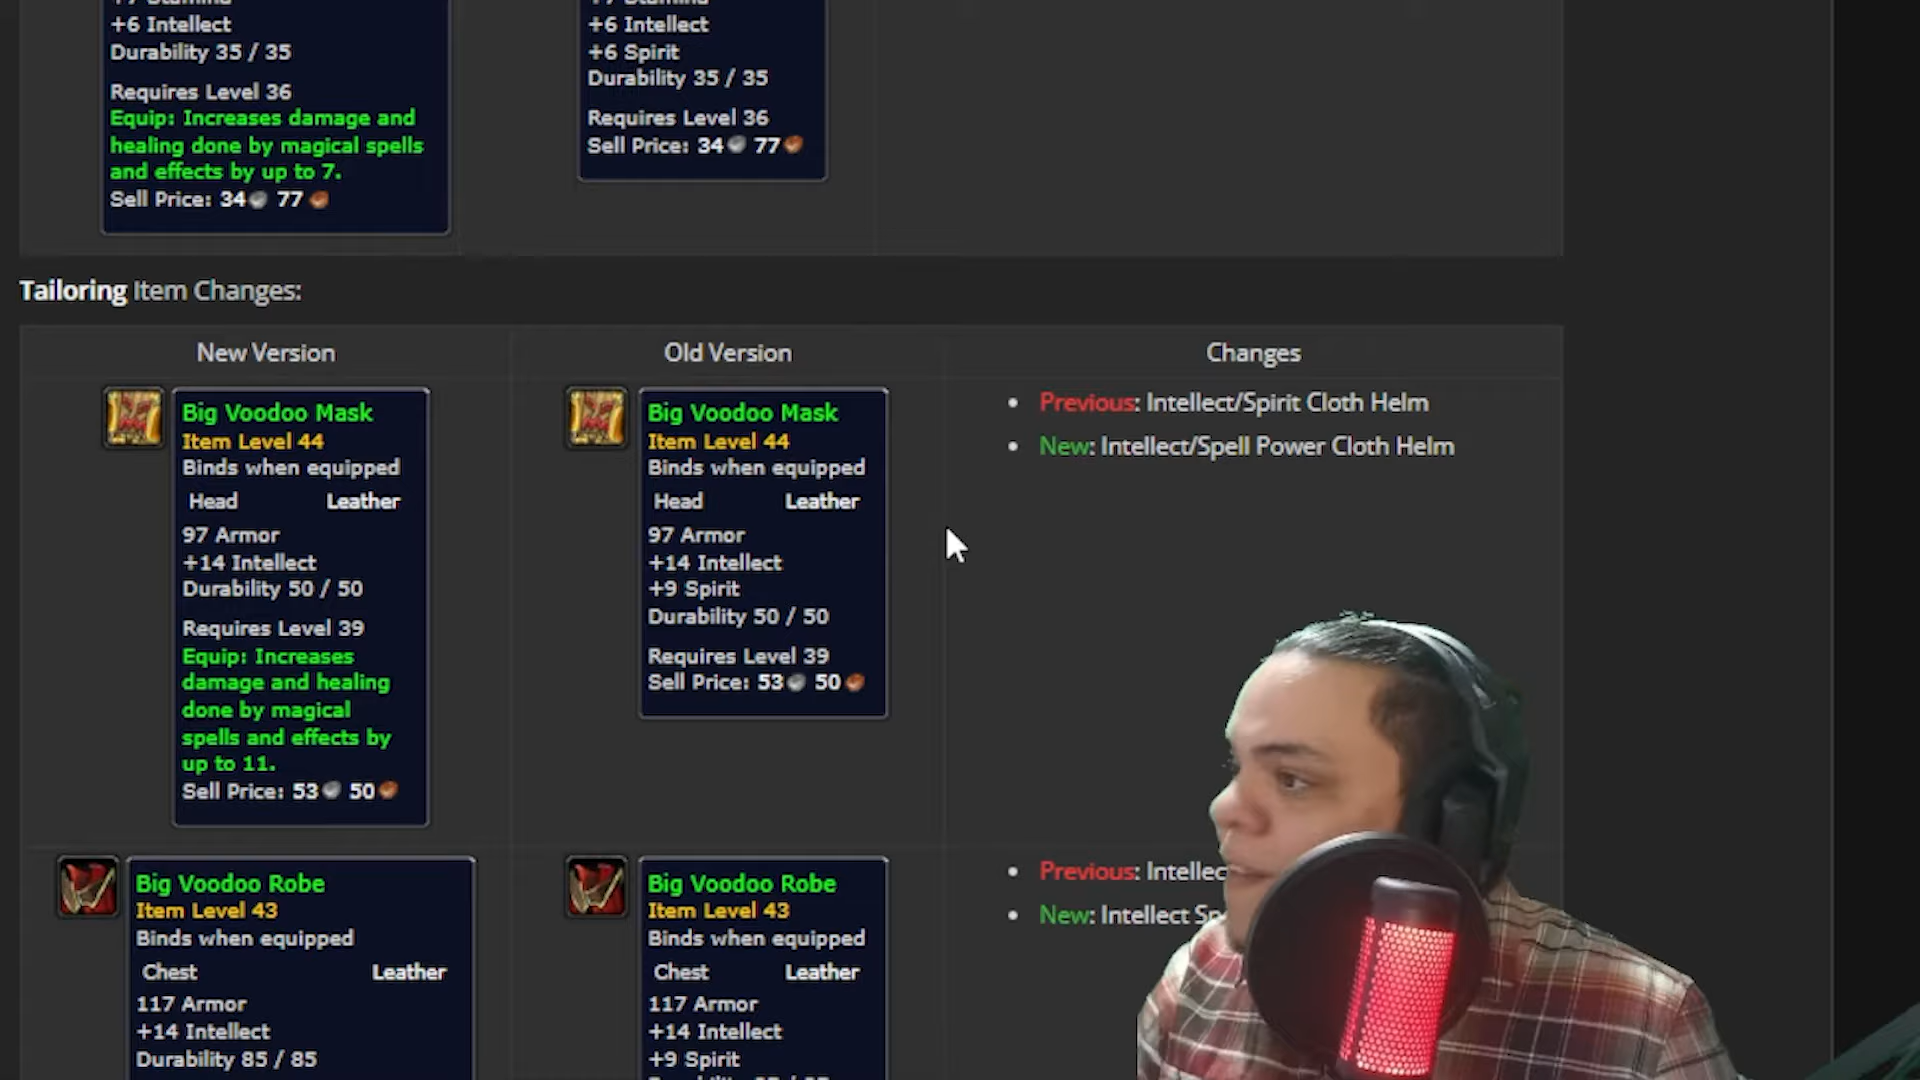 +6 Intellect
Durability 35 / 35
Requires Level 36
Equip: Increases damage and
healing done by magical spells
and effects by up to 7.
Sell Price: 34 77
+6 Intellect
+6 Spirit
Durability 35 / 35
Requires Level 36
Sell Price: 34 77
Tailoring Item Changes:
New Version
Old Version
Changes
Big Voodoo Mask
Item Level 44
Binds when equipped
Head Leather
97 Armor
+14 Intellect
Durability 50 / 50
Requires Level 39
Equip: Increases
damage and healing
done by magical
spells and effects by
up to 11.
Sell Price: 53 50
Big Voodoo Mask
Item Level 44
Binds when equipped
Head Leather
97 Armor
+14 Intellect
+9 Spirit
Durability 50 / 50
Requires Level 39
Sell Price: 53 50
• Previous: Intellect/Spirit Cloth Helm
• New: Intellect/Spell Power Cloth Helm
Big Voodoo Robe
Item Level 43
Binds when equipped
Chest Leather
117 Armor
+14 Intellect
Durability 85 / 85
Big Voodoo Robe
Item Level 43
Binds when equipped
Chest Leather
117 Armor
+14 Intellect
+9 Spirit
• Previous: Intellec
• New: Intellect Sp